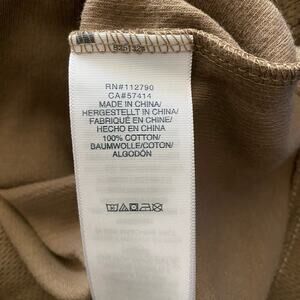 RN#112790
CA#57414
MADE IN CHINA/
HERGESTELLT IN CHINA/
FABRIQUÉ EN CHINE/
HECHO EN CHINA
100% COTTON/
BAUMWOLLE/COTON/
ALGODÓN